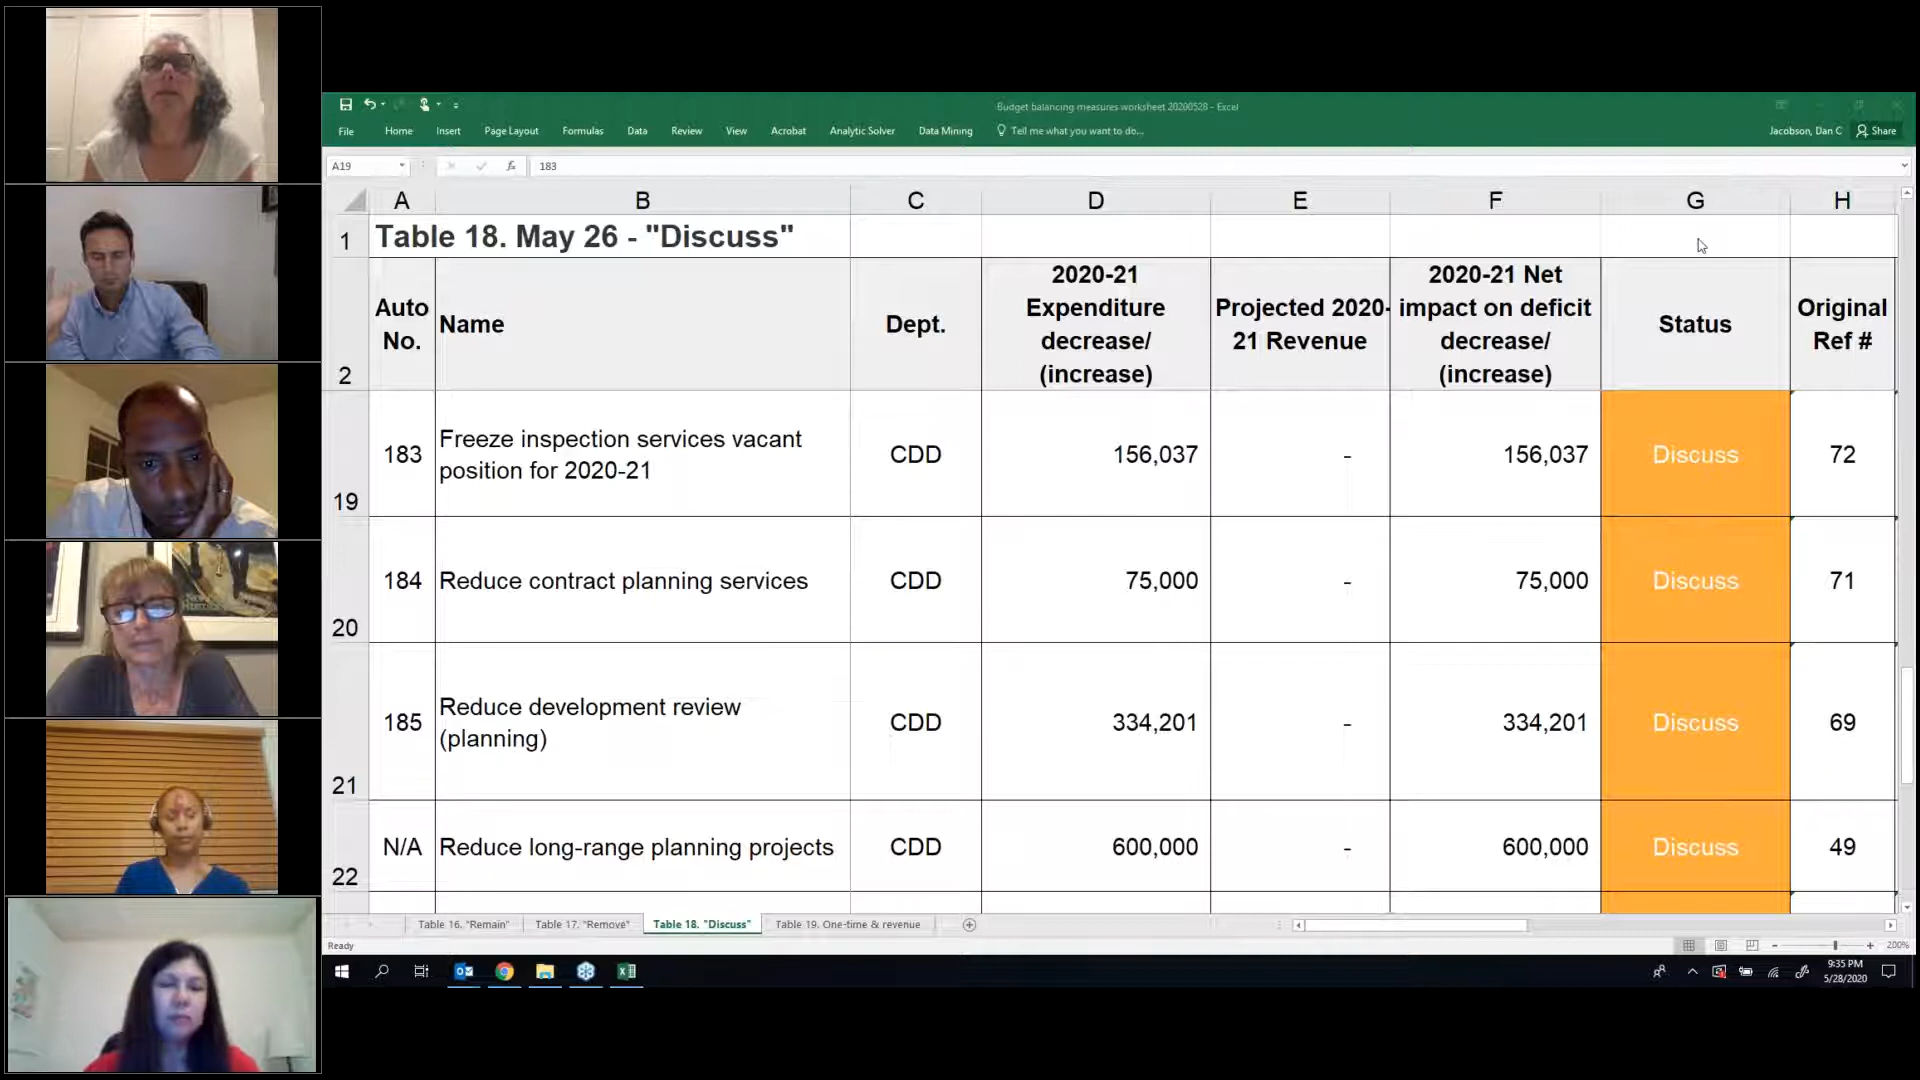 Budget balancing measures worksheet 20200528 - Excel
File Home Insert Page Layout Formulas Data Review View Acrobat Analytic Solver Data Mining Tell me what you want to do... Jacobson, Dan C Share
A19 fx 183
A B C D E F G H
1 Table 18. May 26 - "Discuss"
2020-21 2020-21 Net
Auto Expenditure Projected 2020- impact on deficit Original
Name Dept. Status
No. decrease/ 21 Revenue decrease/ Ref #
2 (increase) (increase)
Freeze inspection services vacant
183 CDD 156,037 - 156,037 Discuss 72
position for 2020-21
19
184 Reduce contract planning services CDD 75,000 - 75,000 Discuss 71
20
Reduce development review
185 CDD 334,201 - 334,201 Discuss 69
(planning)
21
N/A Reduce long-range planning projects CDD 600,000 - 600,000 Discuss 49
22
Table 16. "Remain" Table 17. "Remove" Table 18. "Discuss" Table 19. One-time & revenue
Ready 200%
9:35 PM
5/28/2020